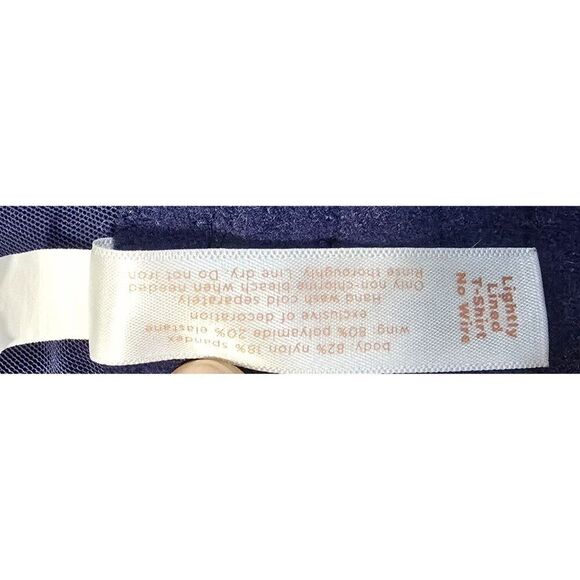 Lightly
Lined
T-Shirt
No Wire
body: 82% nylon 18% spandex
wing: 80% polyamide 20% elastane
exclusive of decoration
Hand wash cold separately
Only non-chlorine bleach when needed
Rinse thoroughly. Line dry. Do not iron